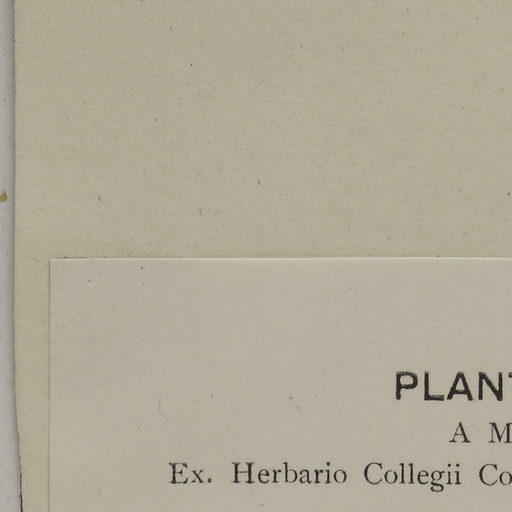 PLANT
A M
Ex. Herbario Collegii Co